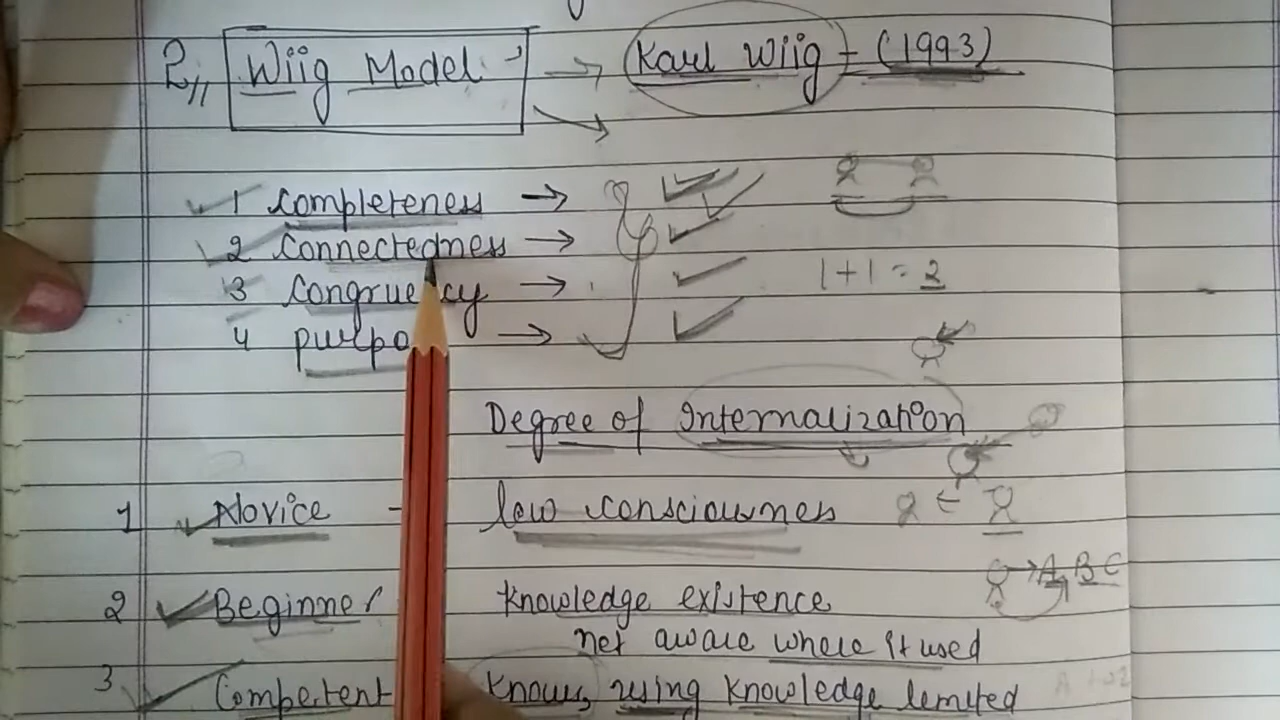 2,, Wiig Model → Karl Wiig - (1993)
1 Completeness →
2 Connectedness →
3 Congruency →
1+1 = 2
4 purpo →
Degree of Internalization
1 Novice - low consciousness
2 Beginner Knowledge existence
not aware where it used
A, B C
3 Competent Knows, using knowledge limited